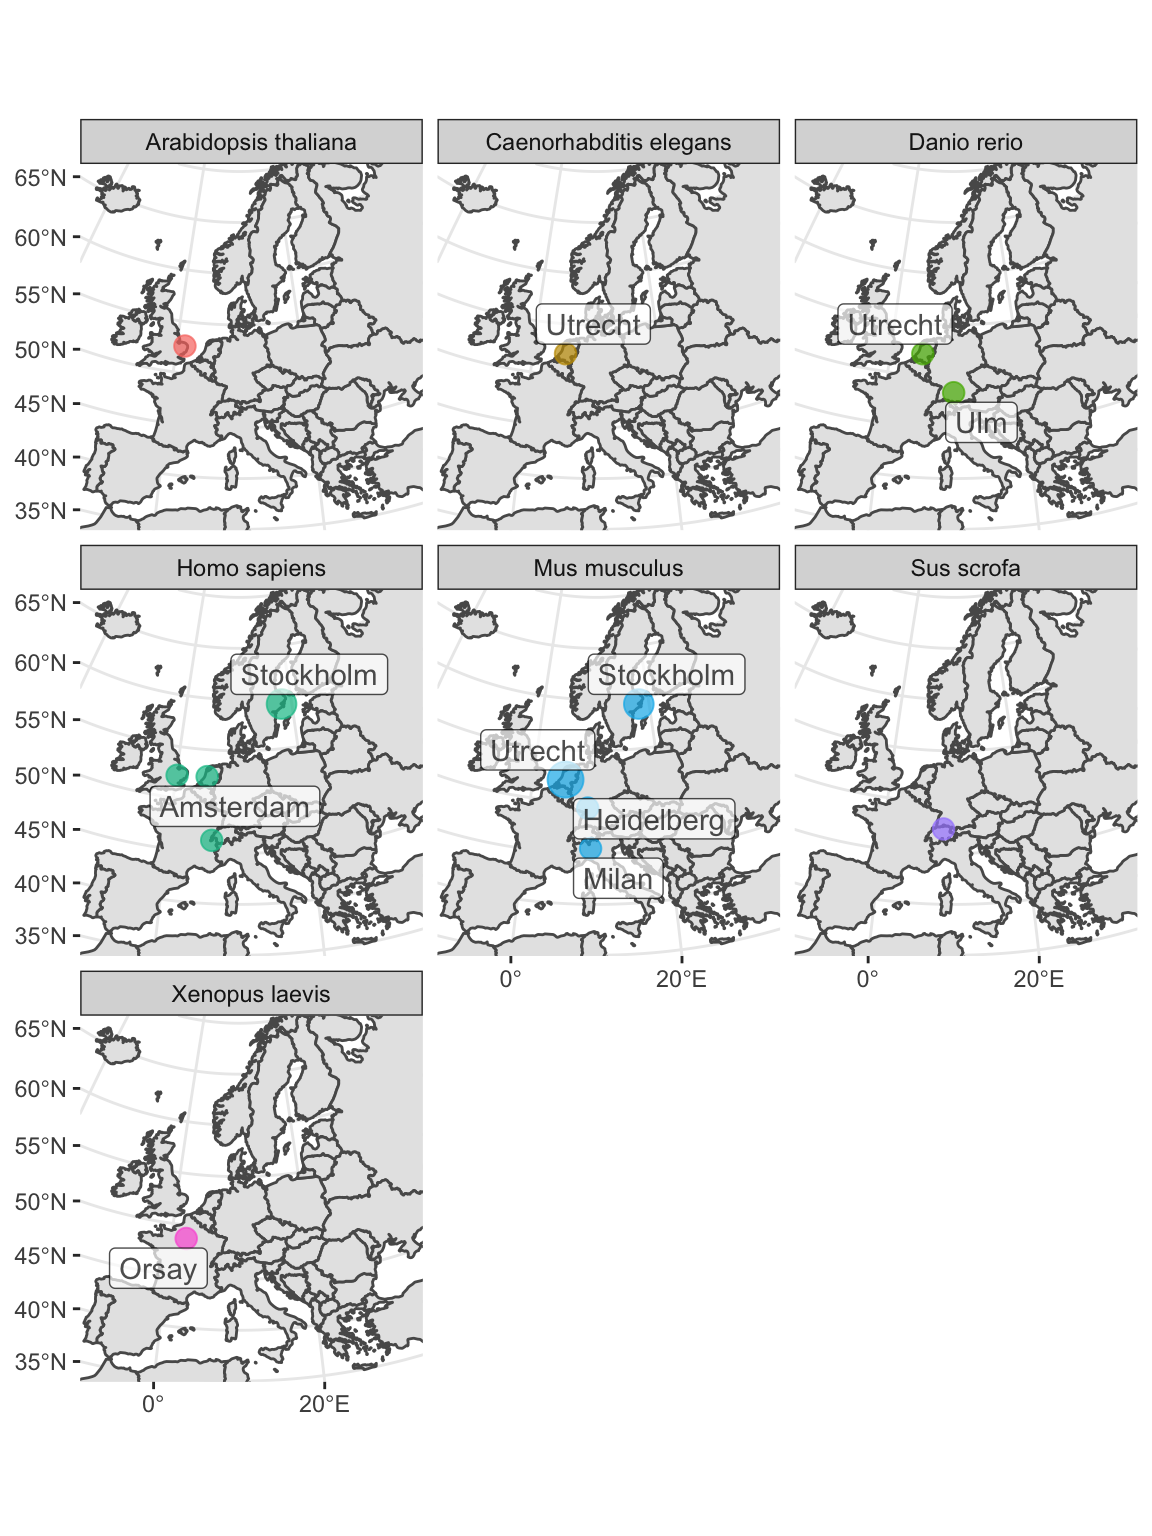 Arabidopsis thaliana
Caenorhabditis elegans
Danio rerio
65°N
60°N
55°N
50°N
45°N
40°N
35°N
Utrecht
Utrecht
Ulm
Homo sapiens
Mus musculus
Sus scrofa
65°N
60°N
55°N
50°N
45°N
40°N
35°N
Stockholm
Amsterdam
Stockholm
Utrecht
Heidelberg
Milan
0°
20°E
0°
20°E
Xenopus laevis
65°N
60°N
55°N
50°N
45°N
40°N
35°N
Orsay
0°
20°E